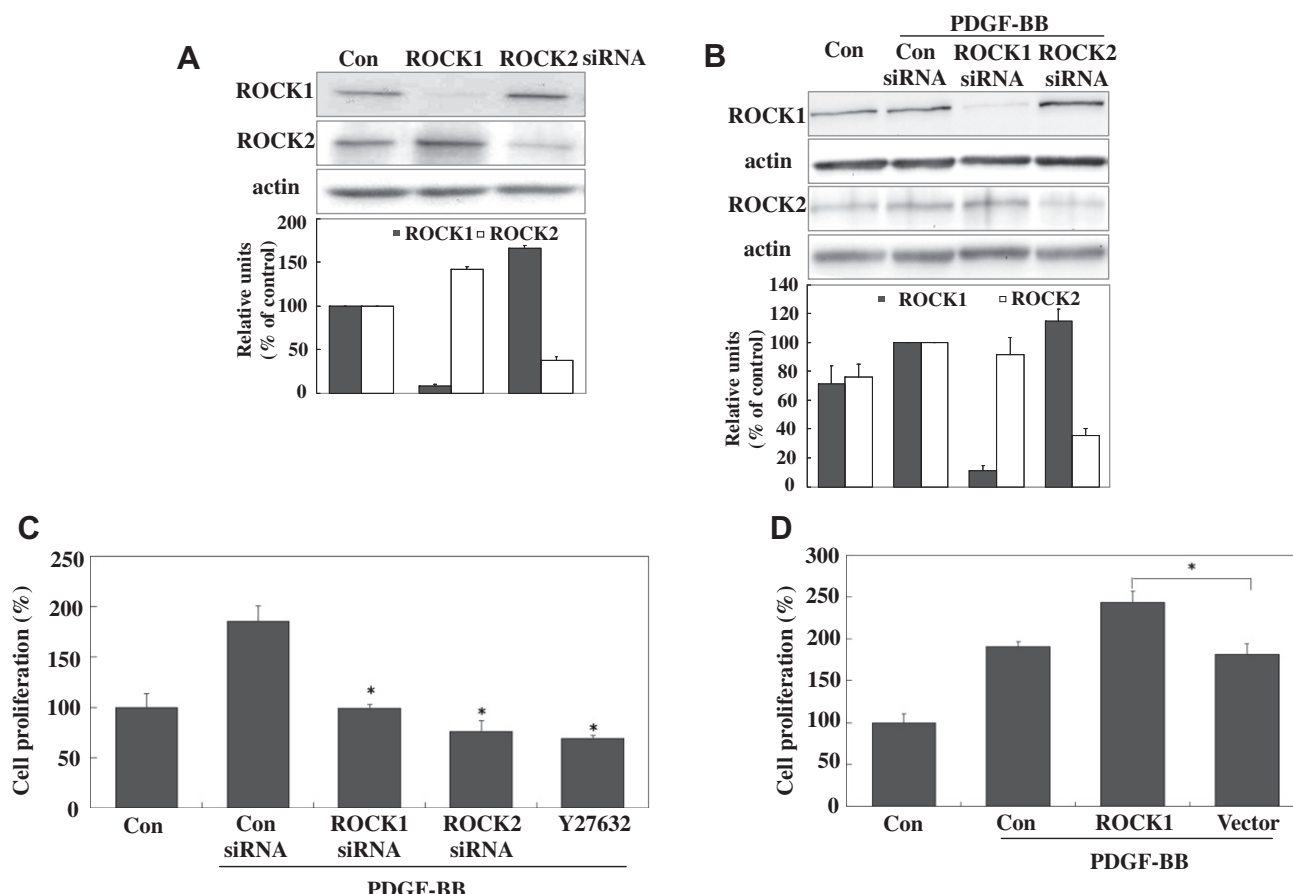 A
Con ROCK1 ROCK2 siRNA
ROCK1
ROCK2
actin
200
150
100
50
0
Relative units
(% of control)
ROCK1 ROCK2
B
PDGF-BB
Con Con siRNA ROCK1 siRNA ROCK2 siRNA
ROCK1
actin
ROCK2
actin
140
120
100
80
60
40
20
0
Relative units
(% of control)
ROCK1 ROCK2
C
250
200
150
100
50
0
Cell proliferation (%)
* * *
Con Con siRNA ROCK1 siRNA ROCK2 siRNA Y27632
PDGF-BB
D
300
250
200
150
100
50
0
Cell proliferation (%)
*
Con Con ROCK1 Vector
PDGF-BB